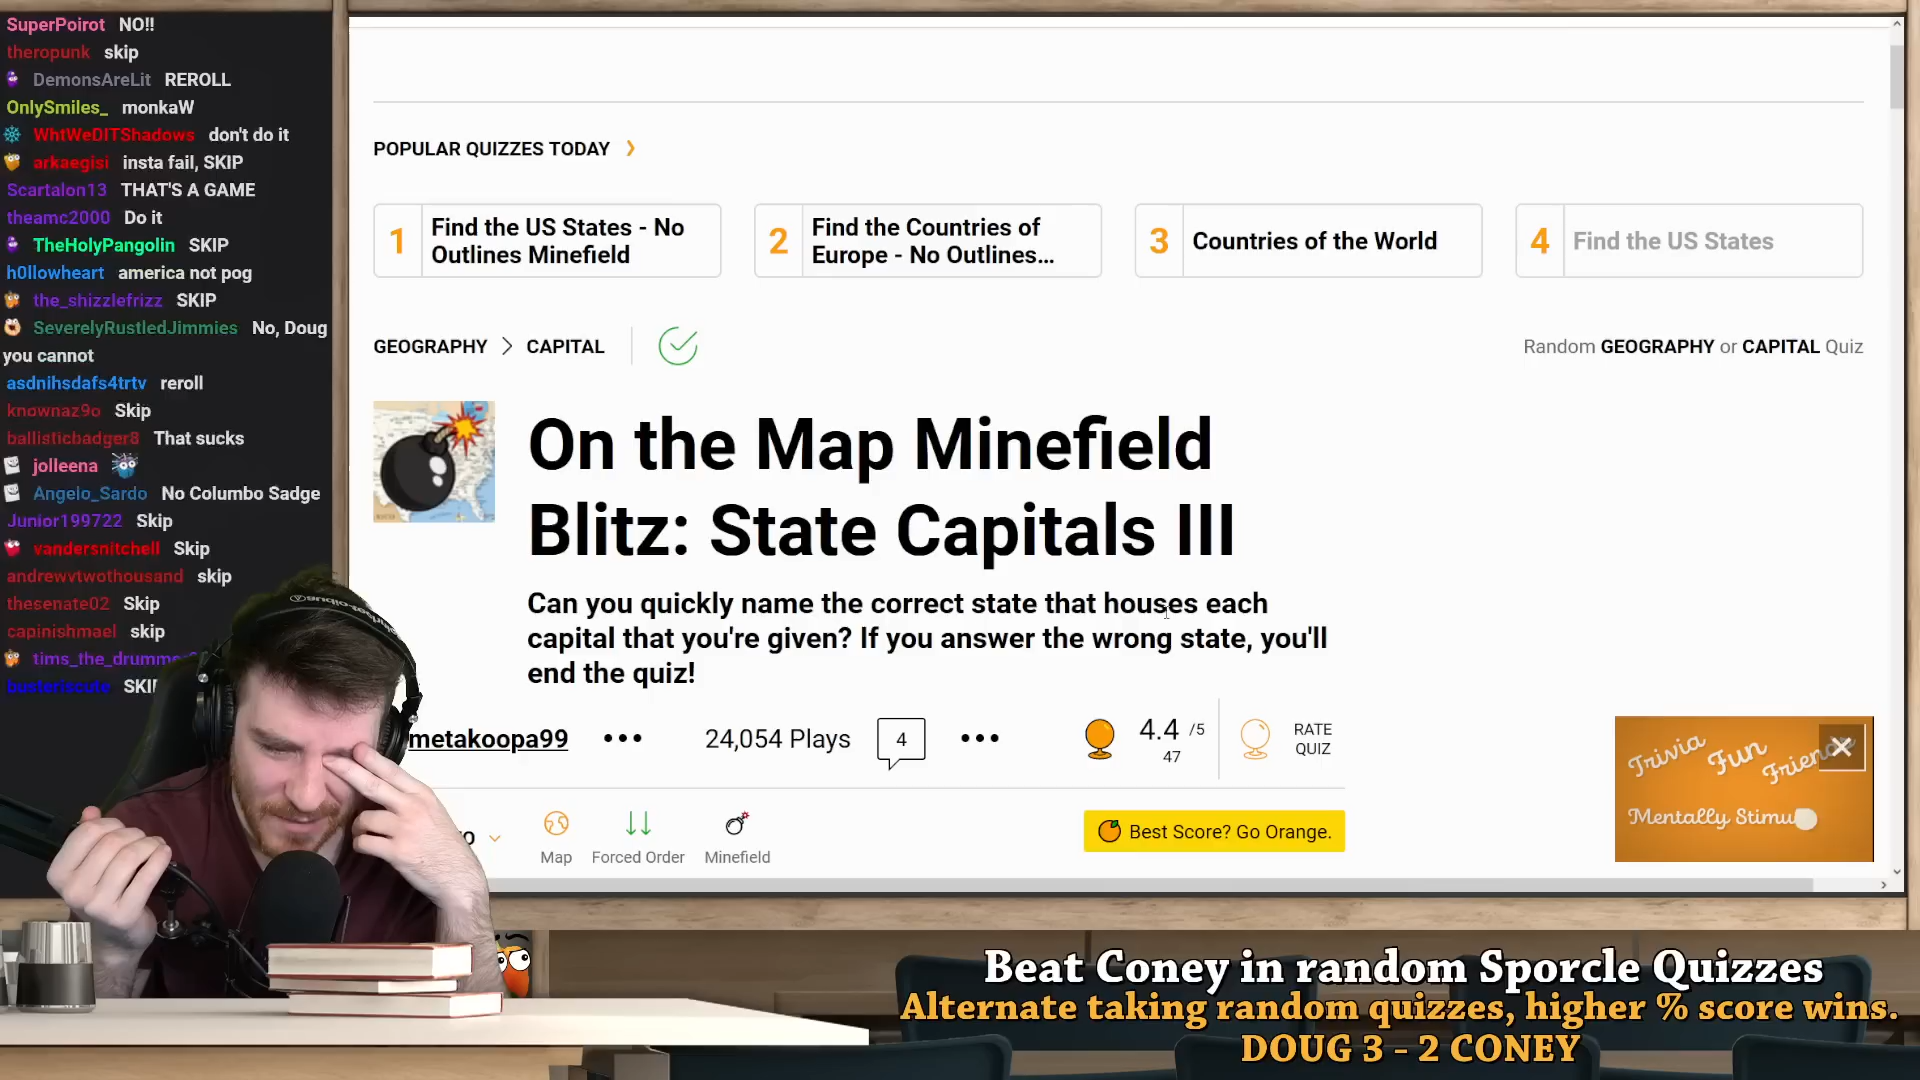 SuperPoirot NO!!
theropunk skip
DemonsAreLit REROLL
OnlySmiles_ monkaW
WhtWeDITShadows don't do it
arkaegisi insta fail, SKIP
Scartalon13 THAT'S A GAME
theamc2000 Do it
TheHolyPangolin SKIP
h0llowheart america not pog
the_shizzlefrizz SKIP
SeverelyRustledJimmies No, Doug
you cannot
asdnihsdafs4trtv reroll
knownaz9o Skip
ballisticbadger8 That sucks
jolleena
Angelo_Sardo No Columbo Sadge
Junior199722 Skip
vandersnitchell Skip
andrewvtwothousand skip
thesenate02 Skip
capinishmael skip
tims_the_drumme
busteriscute SKI
POPULAR QUIZZES TODAY
1 Find the US States - No
Outlines Minefield
2 Find the Countries of
Europe - No Outlines...
3 Countries of the World
4 Find the US States
GEOGRAPHY > CAPITAL
Random GEOGRAPHY or CAPITAL Quiz
On the Map Minefield
Blitz: State Capitals III
Can you quickly name the correct state that houses each
capital that you're given? If you answer the wrong state, you'll
end the quiz!
metakoopa99 ••• 24,054 Plays 4 ••• 4.4 /5
47
RATE
QUIZ
Map Forced Order Minefield
Best Score? Go Orange.
Trivia Fun Friends
Mentally Stimu
Beat Coney in random Sporcle Quizzes
Alternate taking random quizzes, higher % score wins.
DOUG 3 - 2 CONEY